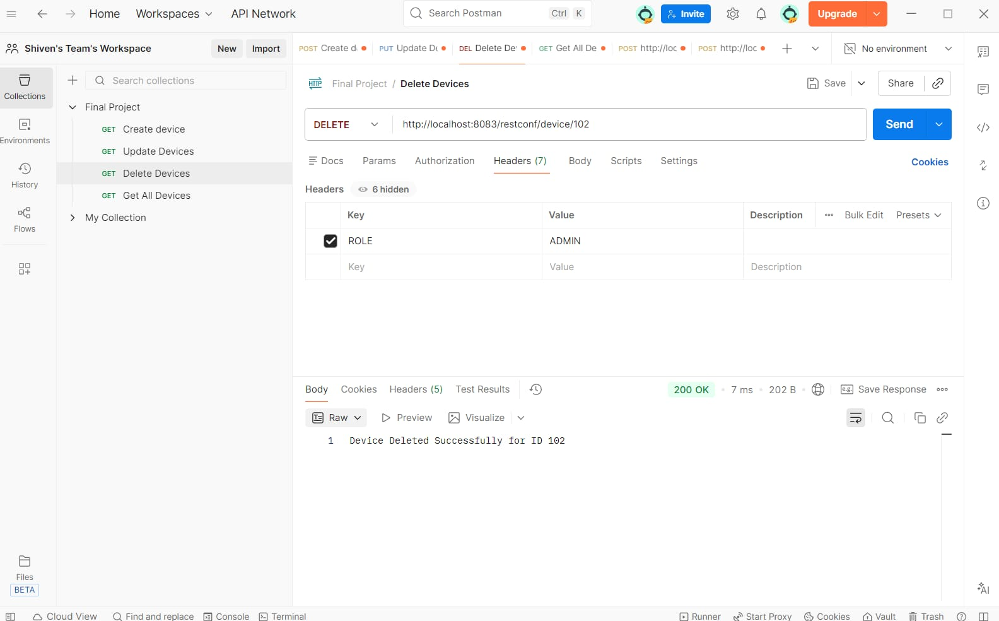 Home Workspaces API Network Search Postman Ctrl K Invite Upgrade
Shiven's Team's Workspace New Import
POST Create d PUT Update De DEL Delete De GET Get All De POST http://loc POST http://loc No environment
Collections
Environments
History
Flows
Files
BETA
Search collections
Final Project
GET Create device
GET Update Devices
GET Delete Devices
GET Get All Devices
My Collection
HTTP Final Project / Delete Devices Save Share
DELETE http://localhost:8083/restconf/device/102 Send
Docs Params Authorization Headers (7) Body Scripts Settings Cookies
Headers 6 hidden
Key Value Description Bulk Edit Presets
ROLE ADMIN
Key Value Description
Body Cookies Headers (5) Test Results 200 OK • 7 ms • 202 B • e.g. Save Response
Raw Preview Visualize
1 Device Deleted Successfully for ID 102
AI
Cloud View Find and replace Console Terminal Runner Start Proxy Cookies Vault Trash